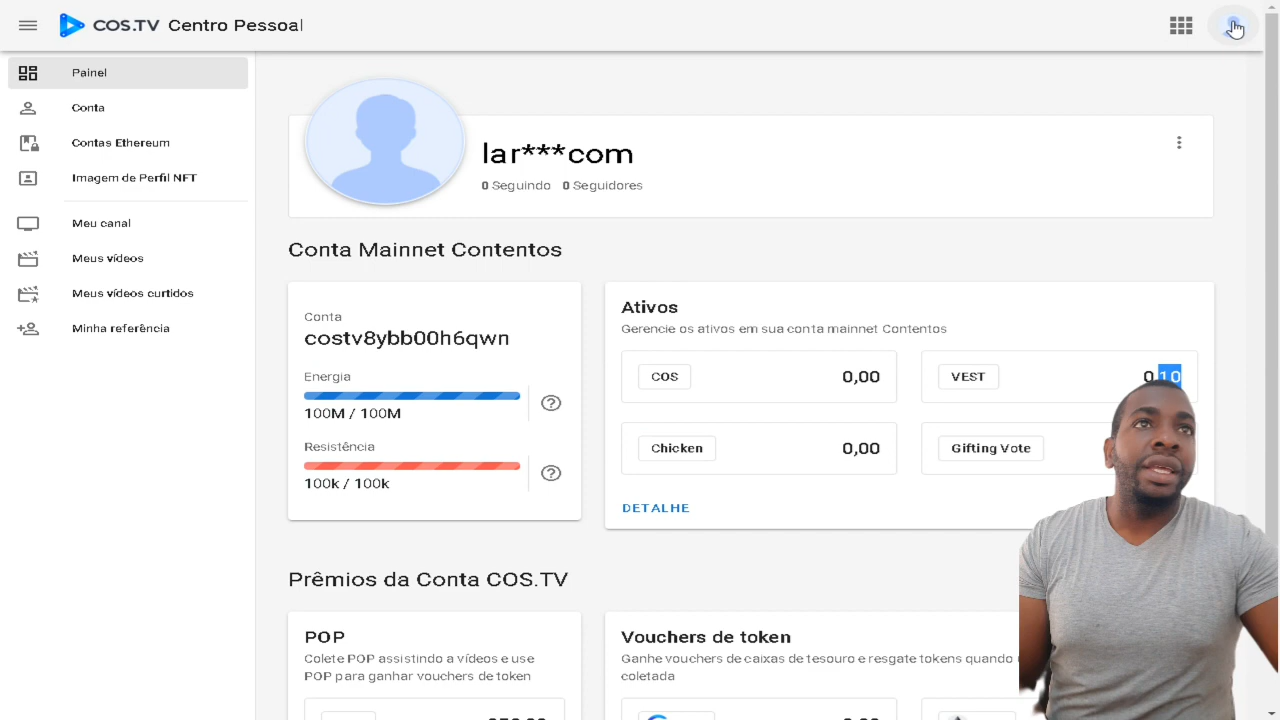 COS.TV Centro Pessoal
Painel
Conta
Contas Ethereum
Imagem de Perfil NFT
Meu canal
Meus vídeos
Meus vídeos curtidos
Minha referência
lar***com
0 Seguindo 0 Seguidores
Conta Mainnet Contentos
Conta
costv8ybb00h6qwn
Energia
100M / 100M
Resistência
100k / 100k
Ativos
Gerencie os ativos em sua conta mainnet Contentos
COS 0,00
VEST 0,10
Chicken 0,00
Gifting Vote
DETALHE
Prêmios da Conta COS.TV
POP
Colete POP assistindo a vídeos e use
POP para ganhar vouchers de token
Vouchers de token
Ganhe vouchers de caixas de tesouro e resgate tokens quando
coletada